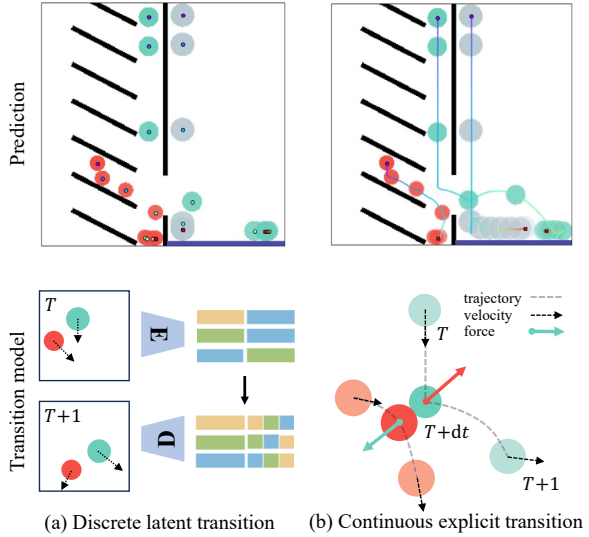 Prediction
Transition model
T
E
T+1
D
trajectory
velocity
force
T
T+dt
T+1
(a) Discrete latent transition
(b) Continuous explicit transition